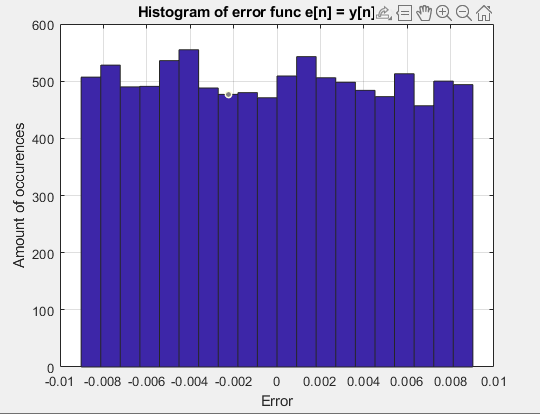 Histogram of error func e[n] = y[n]
600
500
400
300
200
100
0
Amount of occurences
-0.01 -0.008 -0.006 -0.004 -0.002 0 0.002 0.004 0.006 0.008 0.01
Error